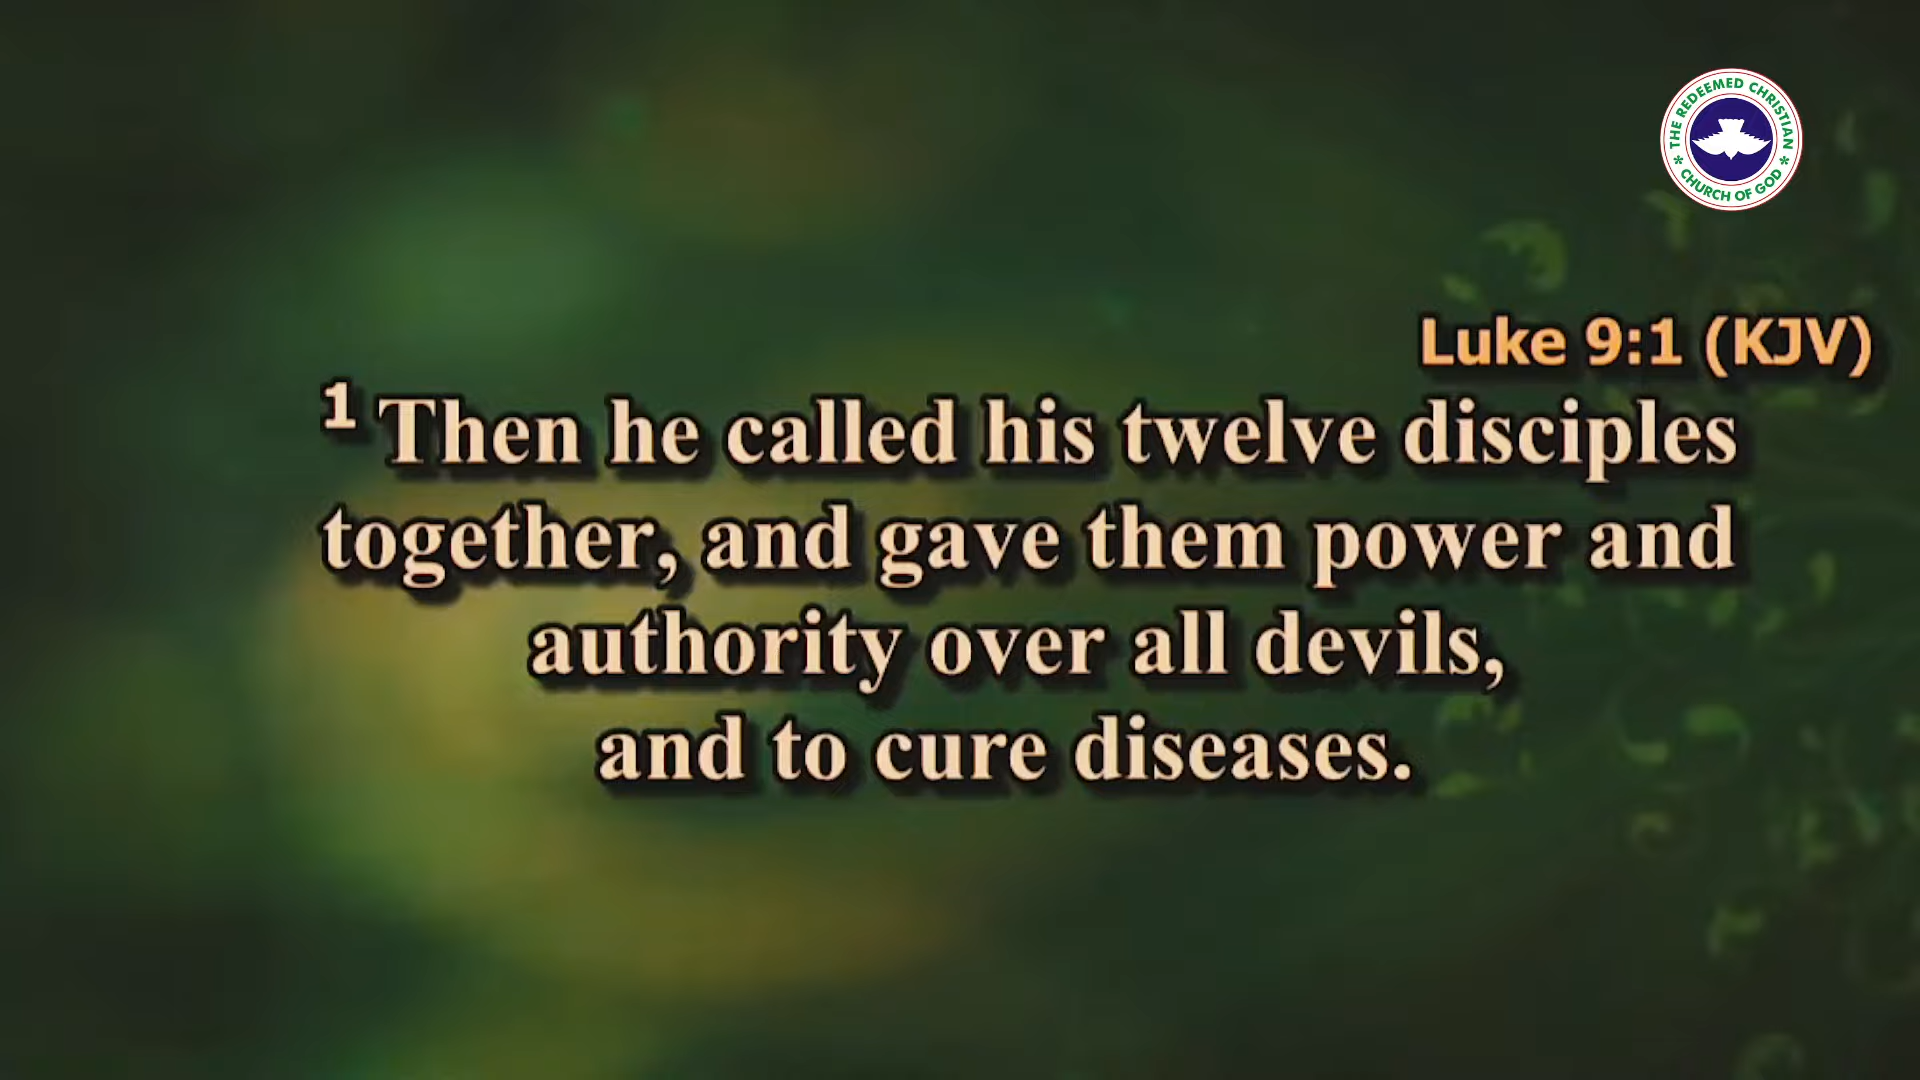 THE REDEEMED CHRISTIAN
CHURCH OF GOD
Luke 9:1 (KJV)
1 Then he called his twelve disciples
together, and gave them power and
authority over all devils,
and to cure diseases.